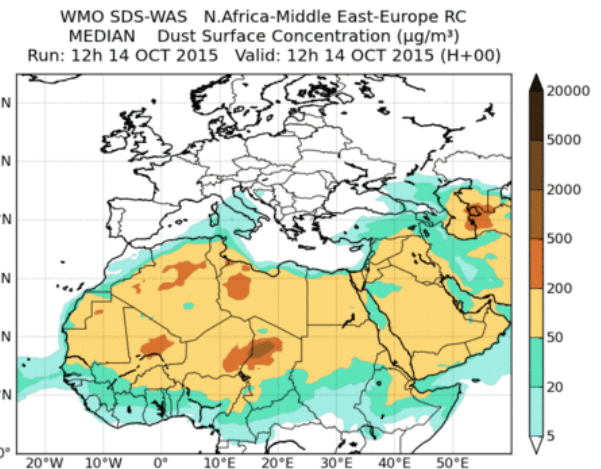 WMO SDS-WAS N.Africa-Middle East-Europe RC
MEDIAN Dust Surface Concentration (µg/m³)
Run: 12h 14 OCT 2015 Valid: 12h 14 OCT 2015 (H+00)
N
N
N
N
N
N
0°
20°W 10°W 0° 10°E 20°E 30°E 40°E 50°E
20000
5000
2000
500
200
50
20
5